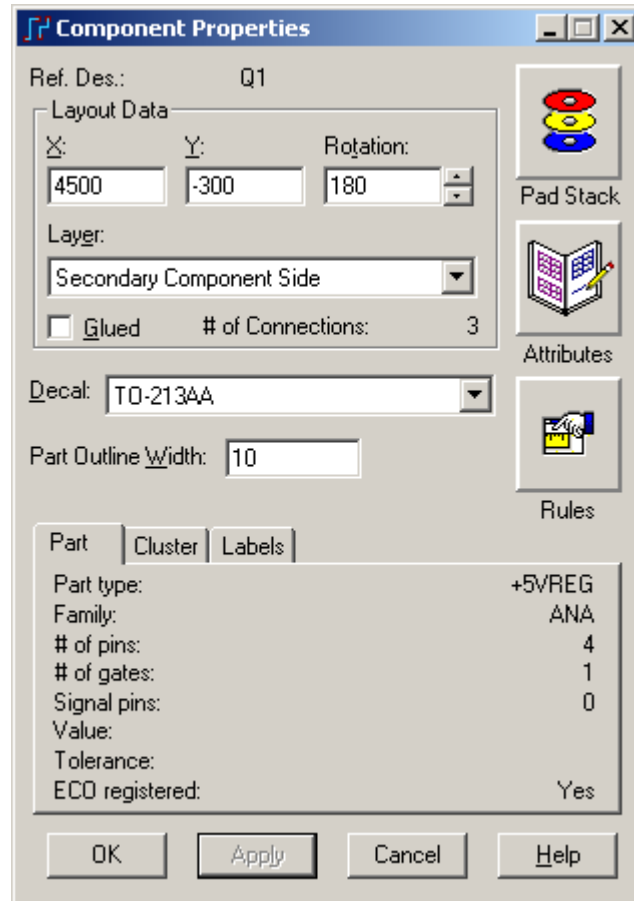 Component Properties
Ref. Des.: Q1
Layout Data
X: Y: Rotation:
4500 -300 180
Layer:
Secondary Component Side
Glued # of Connections: 3
Pad Stack
Attributes
Decal: TO-213AA
Part Outline Width: 10
Rules
Part Cluster Labels
Part type: +5VREG
Family: ANA
# of pins: 4
# of gates: 1
Signal pins: 0
Value:
Tolerance:
ECO registered: Yes
OK Apply Cancel Help